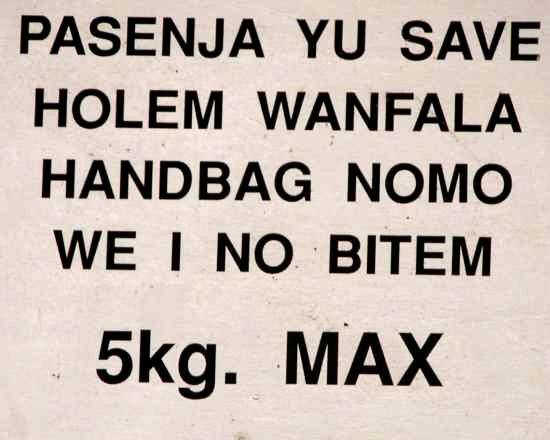 PASENJA YU SAVE
HOLEM WANFALA
HANDBAG NOMO
WE I NO BITEM
5kg. MAX